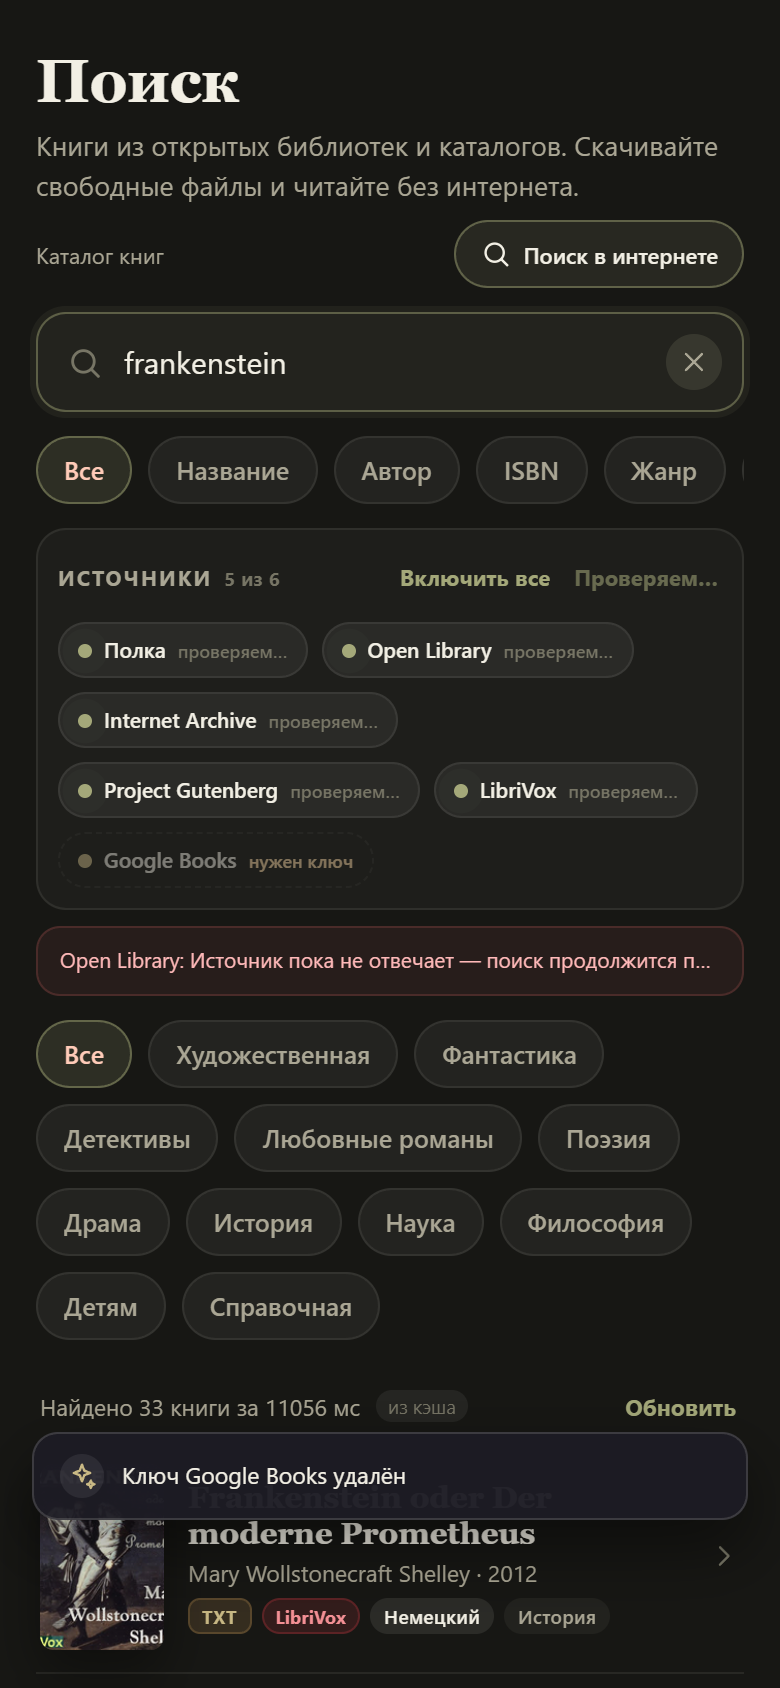 Поиск
Книги из открытых библиотек и каталогов. Скачивайте
свободные файлы и читайте без интернета.
Каталог книг
Поиск в интернете
frankenstein
Все Название Автор ISBN Жанр
ИСТОЧНИКИ 5 из 6 Включить все Проверяем...
Полка проверяем... Open Library проверяем...
Internet Archive проверяем...
Project Gutenberg проверяем... LibriVox проверяем...
Google Books нужен ключ
Open Library: Источник пока не отвечает — поиск продолжится п...
Все Художественная Фантастика
Детективы Любовные романы Поэзия
Драма История Наука Философия
Детям Справочная
Найдено 33 книги за 11056 мс из кэша Обновить
Ключ Google Books удалён
Frankenstein oder Der
moderne Prometheus
Mary Wollstonecraft Shelley · 2012
TXT LibriVox Немецкий История
Wollstonecr
Shel
Vox